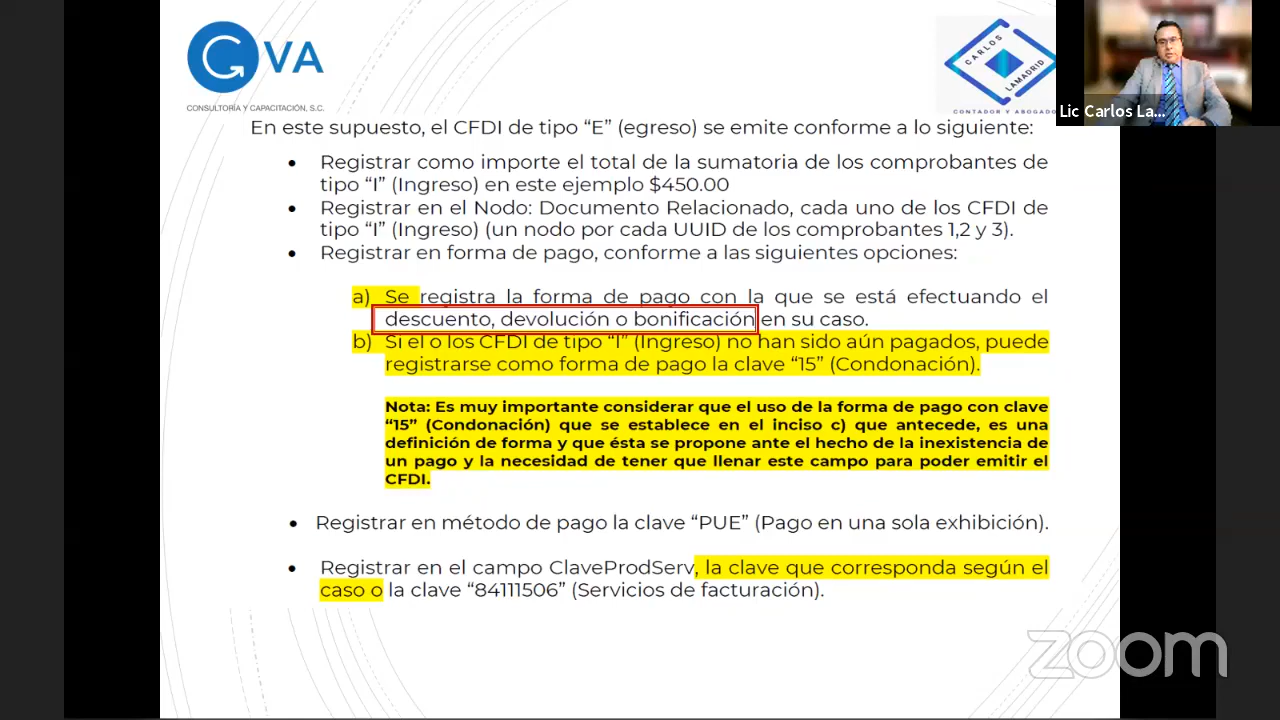 GVA
CONSULTORÍA Y CAPACITACIÓN, S.C.
CARLOS
LAMADRID
CONTADOR Y ABOGADO
Lic Carlos La...
En este supuesto, el CFDI de tipo “E” (egreso) se emite conforme a lo siguiente:
• Registrar como importe el total de la sumatoria de los comprobantes de
tipo “I” (Ingreso) en este ejemplo $450.00
• Registrar en el Nodo: Documento Relacionado, cada uno de los CFDI de
tipo “I” (Ingreso) (un nodo por cada UUID de los comprobantes 1,2 y 3).
• Registrar en forma de pago, conforme a las siguientes opciones:
a) Se registra la forma de pago con la que se está efectuando el
descuento, devolución o bonificación en su caso.
b) Si el o los CFDI de tipo “I” (Ingreso) no han sido aún pagados, puede
registrarse como forma de pago la clave “15” (Condonación).
Nota: Es muy importante considerar que el uso de la forma de pago con clave
“15” (Condonación) que se establece en el inciso c) que antecede, es una
definición de forma y que ésta se propone ante el hecho de la inexistencia de
un pago y la necesidad de tener que llenar este campo para poder emitir el
CFDI.
• Registrar en método de pago la clave “PUE” (Pago en una sola exhibición).
• Registrar en el campo ClaveProdServ, la clave que corresponda según el
caso o la clave “84111506” (Servicios de facturación).
zoom